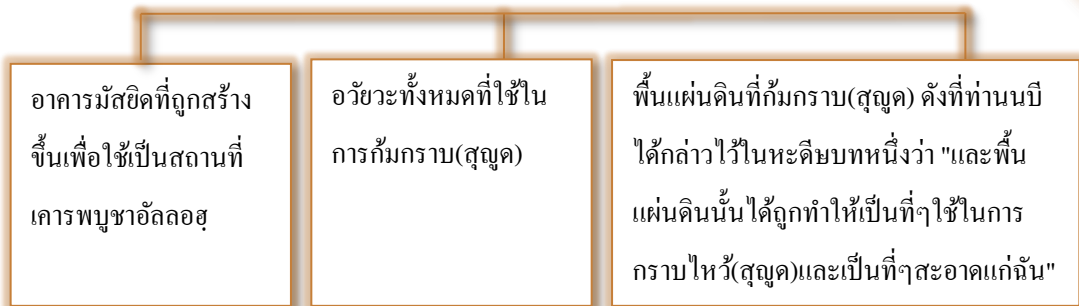 อาคารมัสยิดที่ถูกสร้าง
ขึ้นเพื่อใช้เป็นสถานที่
เคารพบูชาอัลลอฮฺ
อวัยวะทั้งหมดที่ใช้ใน
การก้มกราบ(สุญูด)
พื้นแผ่นดินที่ก้มกราบ(สุญูด) ดังที่ท่านนบี
ได้กล่าวไว้ในหะดีษบทหนึ่งว่า "และพื้น
แผ่นดินนั้นได้ถูกทำให้เป็นที่ๆใช้ในการ
กราบไหว้(สุญูด)และเป็นที่ๆสะอาดแก่ฉัน"